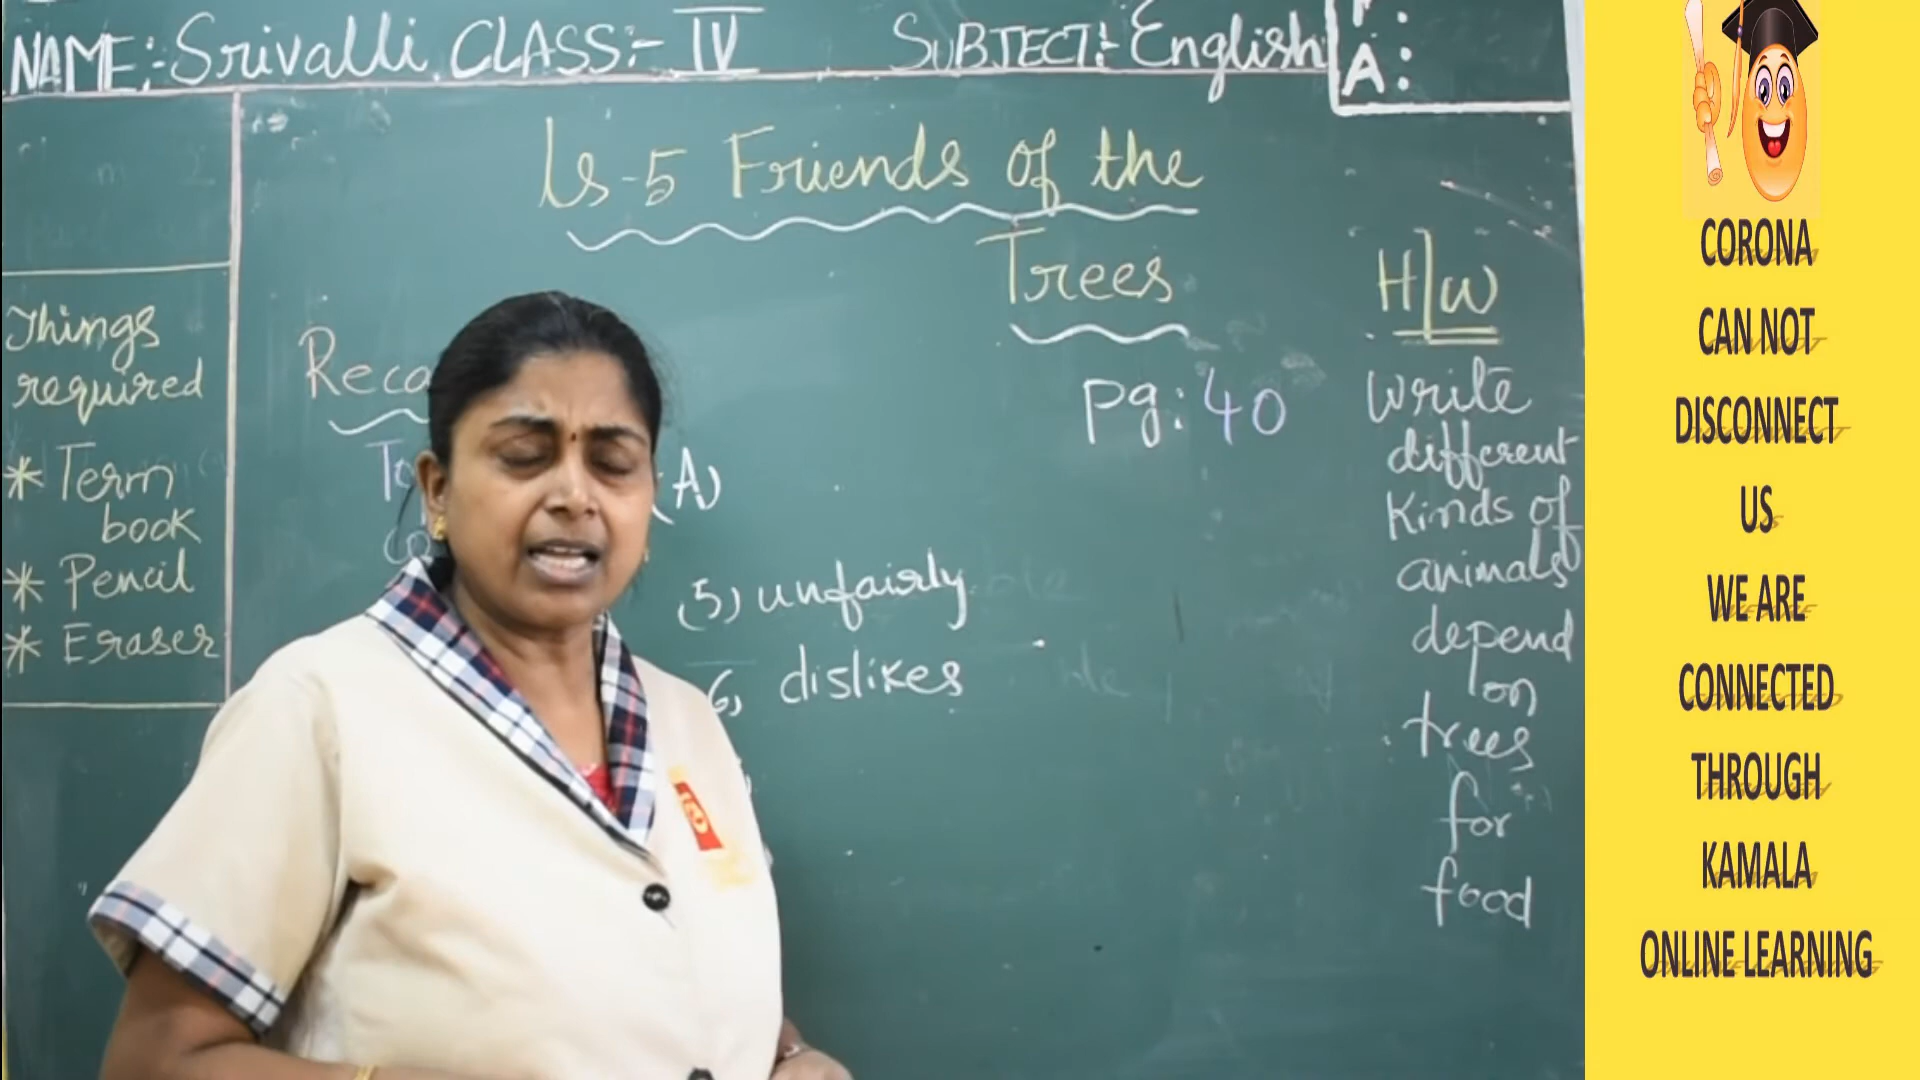 NAME:- Srivalli CLASS:- IV SUBJECT:- English
A:
Ls-5 Friends of the
Trees
pg: 40
Things
required
* Term
book
* Pencil
* Eraser
(A)
(5) unfairly
6) dislikes
H/W
write
different
kinds of
animals
depend
on
trees
for
food
CORONA
CAN NOT
DISCONNECT
US
WE ARE
CONNECTED
THROUGH
KAMALA
ONLINE LEARNING